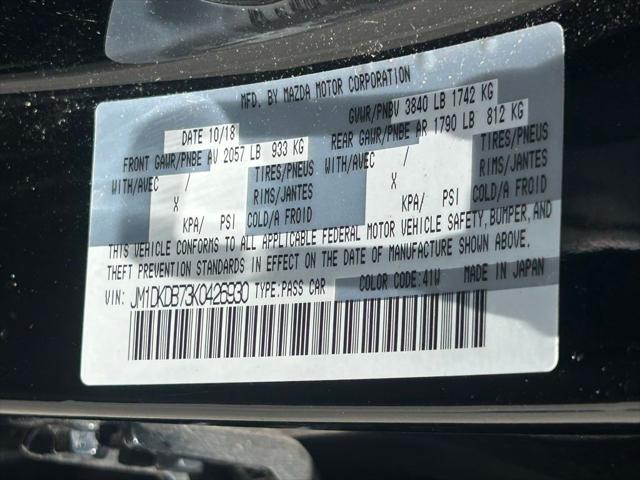 MFD. BY MAZDA MOTOR CORPORATION
DATE 10/18 GVWR/PNBV 3840 LB 1742 KG
FRONT GAWR/PNBE AV 2057 LB 933 KG REAR GAWR/PNBE AR 1790 LB 812 KG
WITH/AVEC / TIRES/PNEUS WITH/AVEC / TIRES/PNEUS
X RIMS/JANTES X RIMS/JANTES
KPA/ PSI COLD/A FROID KPA/ PSI COLD/A FROID
THIS VEHICLE CONFORMS TO ALL APPLICABLE FEDERAL MOTOR VEHICLE SAFETY,BUMPER,AND
THEFT PREVENTION STANDARDS IN EFFECT ON THE DATE OF MANUFACTURE SHOWN ABOVE.
VIN: JM1DKDB73K0426930 TYPE:PASS CAR COLOR CODE:41W MADE IN JAPAN